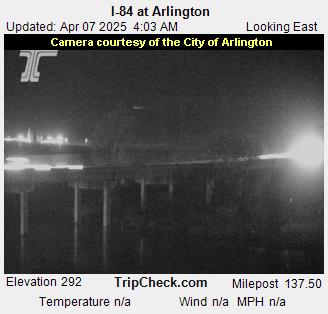 I-84 at Arlington
Updated: Apr 07 2025 4:03 AM Looking East
Camera courtesy of the City of Arlington
Elevation 292 TripCheck.com Milepost 137.50
Temperature n/a Wind n/a MPH n/a